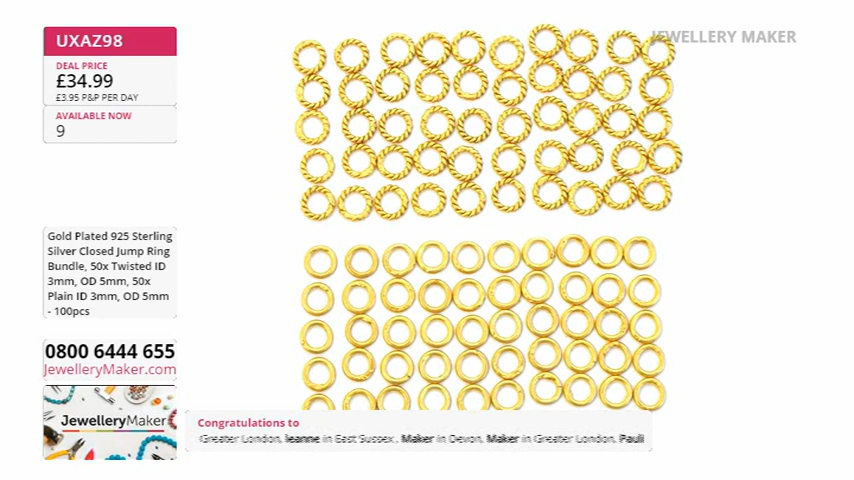 UXAZ98
DEAL PRICE
£34.99
£3.95 P&P PER DAY
AVAILABLE NOW
9
Gold Plated 925 Sterling
Silver Closed Jump Ring
Bundle, 50x Twisted ID
3mm, OD 5mm, 50x
Plain ID 3mm, OD 5mm
- 100pcs
0800 6444 655
JewelleryMaker.com
JewelleryMaker
JEWELLERY MAKER
Congratulations to
Greater London, Jeanne in East Sussex, Maker in Devon, Maker in Greater London, Pauli